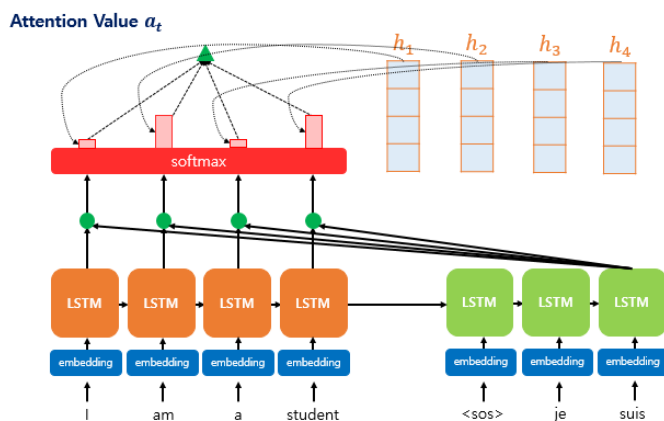 Attention Value a_t
h_1 h_2 h_3 h_4
softmax
LSTM LSTM LSTM LSTM LSTM LSTM LSTM
embedding embedding embedding embedding embedding embedding embedding
I am a student <sos> je suis